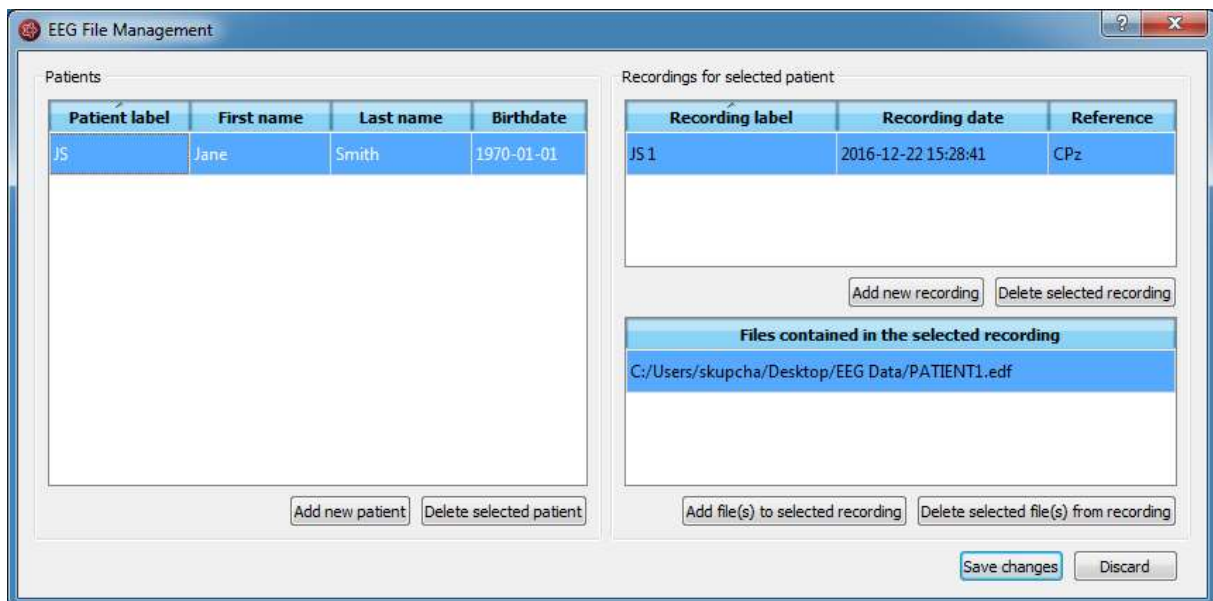 EEG File Management
Patients
Patient label First name Last name Birthdate
JS Jane Smith 1970-01-01
Add new patient Delete selected patient
Recordings for selected patient
Recording label Recording date Reference
JS 1 2016-12-22 15:28:41 CPz
Add new recording Delete selected recording
Files contained in the selected recording
C:/Users/skupcha/Desktop/EEG Data/PATIENT1.edf
Add file(s) to selected recording Delete selected file(s) from recording
Save changes Discard